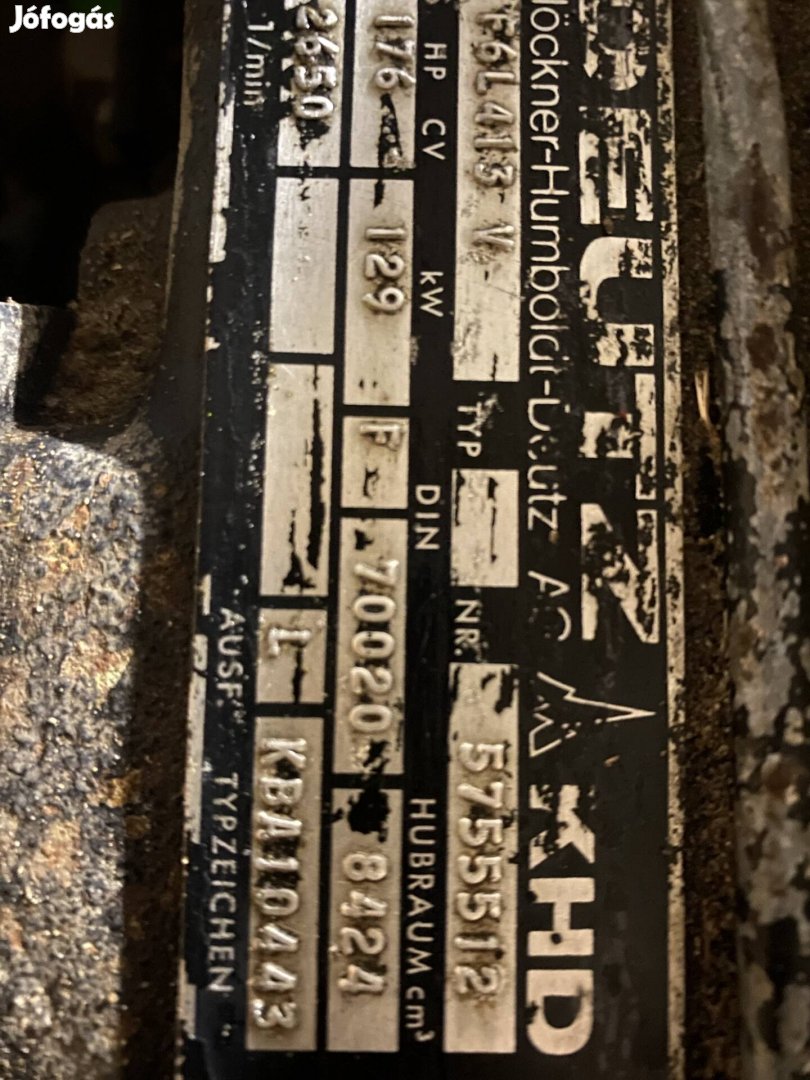 Jófogás
DEUTZ
KHD
Klöckner-Humboldt-Deutz AG
F6L413 V TYP NR. 5755512
HP CV kW DIN HUBRAUM cm³
176 129 F 70020 8424
2650 L KBA10443
1/min AUSF. TYPZEICHEN